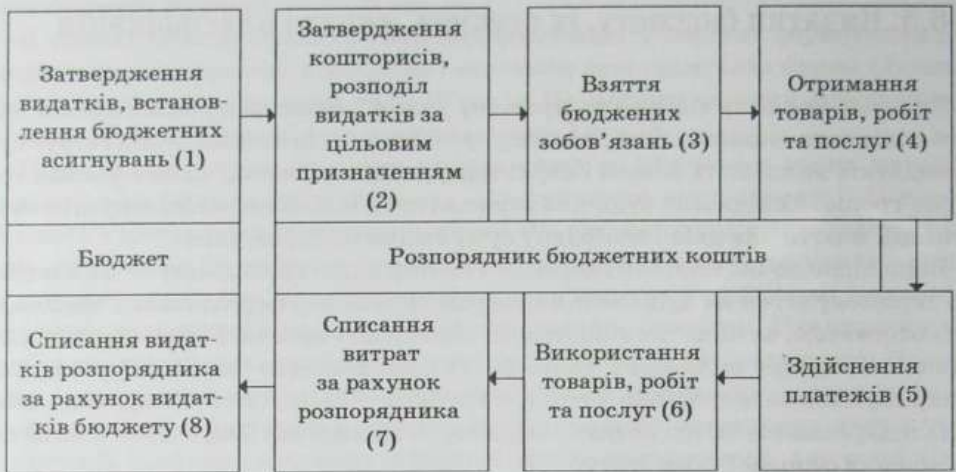 Затвердження
видатків, встанов-
лення бюджетних
асигнувань (1)
Затвердження
кошторисів,
розподіл
видатків за
цільовим
призначенням
(2)
Взяття
бюджених
зобов’язань (3)
Отримання
товарів, робіт
та послуг (4)
Бюджет
Розпорядник бюджетних коштів
Списання видат-
ків розпорядника
за рахунок видат-
ків бюджету (8)
Списання
витрат
за рахунок
розпорядника
(7)
Використання
товарів, робіт
та послуг (6)
Здійснення
платежів (5)